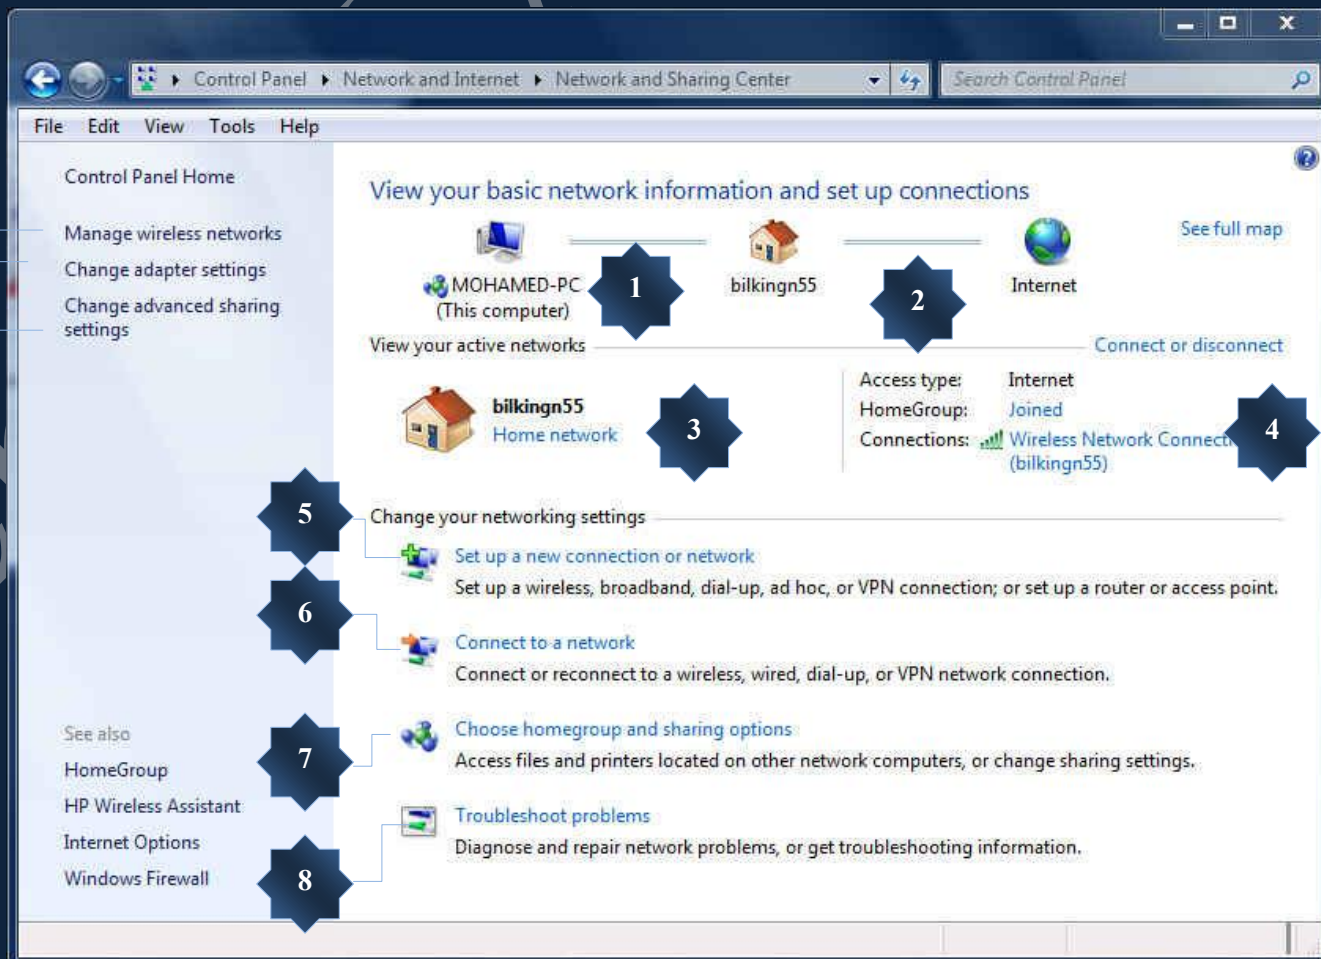 Control Panel ▸ Network and Internet ▸ Network and Sharing Center
Search Control Panel
File Edit View Tools Help
Control Panel Home
Manage wireless networks
Change adapter settings
Change advanced sharing
settings
See also
HomeGroup
HP Wireless Assistant
Internet Options
Windows Firewall
View your basic network information and set up connections
See full map
MOHAMED-PC
(This computer)
1
bilkingn55
2
Internet
View your active networks
Connect or disconnect
bilkingn55
Home network
3
Access type: Internet
HomeGroup: Joined
Connections: Wireless Network Connecti
(bilkingn55)
4
5
Change your networking settings
Set up a new connection or network
Set up a wireless, broadband, dial-up, ad hoc, or VPN connection; or set up a router or access point.
6
Connect to a network
Connect or reconnect to a wireless, wired, dial-up, or VPN network connection.
7
Choose homegroup and sharing options
Access files and printers located on other network computers, or change sharing settings.
8
Troubleshoot problems
Diagnose and repair network problems, or get troubleshooting information.